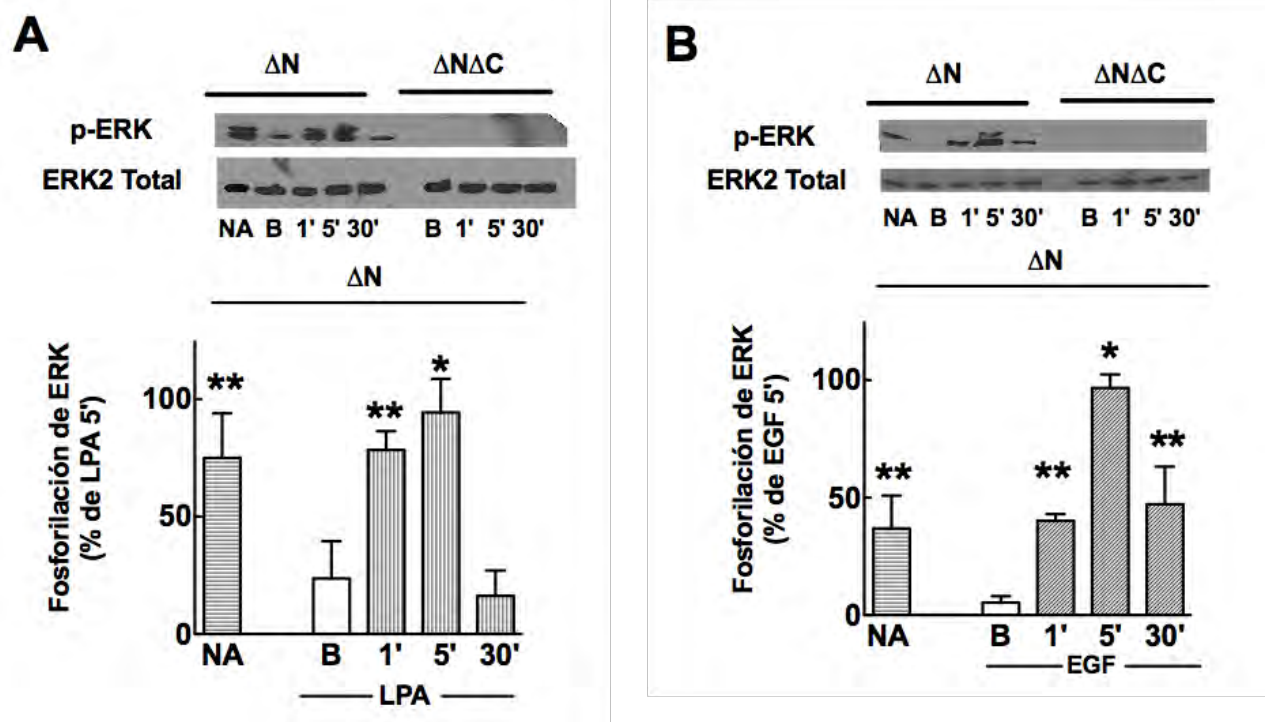 A
ΔN ΔNΔC
p-ERK
ERK2 Total
NA B 1' 5' 30' B 1' 5' 30'
ΔN
Fosforilación de ERK
(% de LPA 5')
100
50
0
** ** *
NA B 1' 5' 30'
LPA
B
ΔN ΔNΔC
p-ERK
ERK2 Total
NA B 1' 5' 30' B 1' 5' 30'
ΔN
Fosforilación de ERK
(% de EGF 5')
100
50
0
** ** * **
NA B 1' 5' 30'
EGF